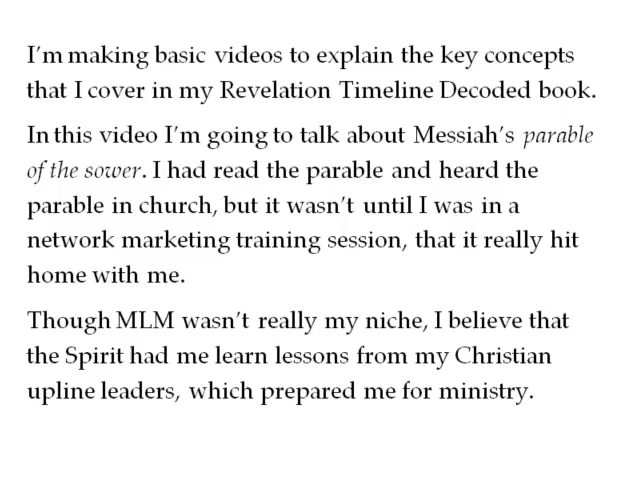 I'm making basic videos to explain the key concepts
that I cover in my Revelation Timeline Decoded book.
In this video I'm going to talk about Messiah's parable
of the sower. I had read the parable and heard the
parable in church, but it wasn't until I was in a
network marketing training session, that it really hit
home with me.
Though MLM wasn't really my niche, I believe that
the Spirit had me learn lessons from my Christian
upline leaders, which prepared me for ministry.